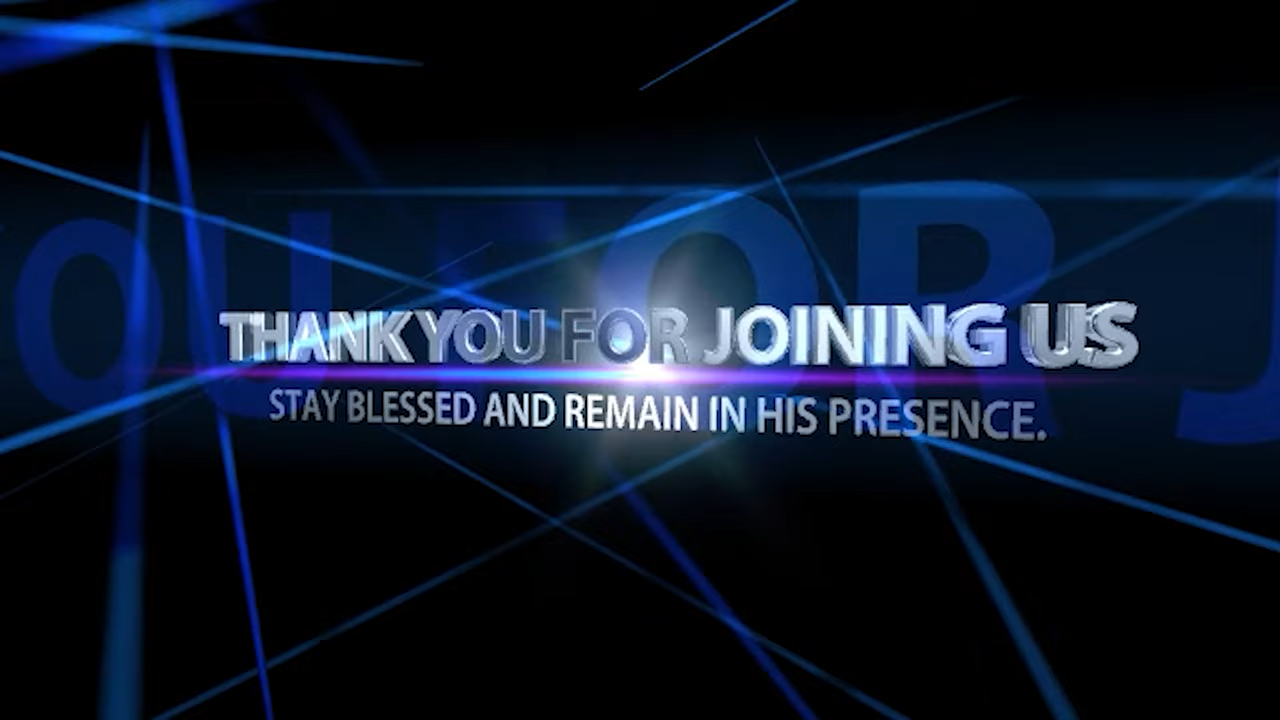 THANK YOU FOR JOINING US
STAY BLESSED AND REMAIN IN HIS PRESENCE.